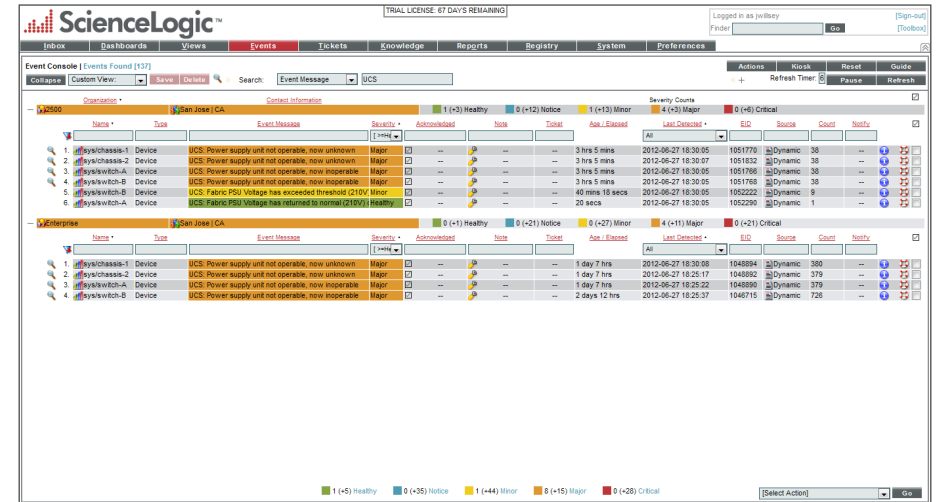 TRIAL LICENSE: 67 DAYS REMAINING
ScienceLogic™
Logged in as jwillsey [Sign-out]
Finder Go [Toolbox]
Inbox Dashboards Views Events Tickets Knowledge Reports Registry System Preferences
Event Console | Events Found [137] Actions Kiosk Reset Guide
Collapse Custom View: Save Delete Search: Event Message UCS Refresh Timer: 6 Pause Refresh
Organization Contact Information Severity Counts
2500 San Jose | CA 1 (+3) Healthy 0 (+12) Notice 1 (+13) Minor 4 (+3) Major 0 (+6) Critical
Name Type Event Message Severity Acknowledged Note Ticket Age / Elapsed Last Detected EID Source Count Notify
All
1. sys/chassis-1 Device UCS: Power supply unit not operable, now unknown Major -- -- -- 3 hrs 5 mins 2012-06-27 18:30:05 1051770 Dynamic 38 --
2. sys/chassis-2 Device UCS: Power supply unit not operable, now unknown Major -- -- -- 3 hrs 5 mins 2012-06-27 18:30:07 1051832 Dynamic 38 --
3. sys/switch-A Device UCS: Power supply unit not operable, now inoperable Major -- -- -- 3 hrs 5 mins 2012-06-27 18:30:05 1051766 Dynamic 38 --
4. sys/switch-B Device UCS: Power supply unit not operable, now inoperable Major -- -- -- 3 hrs 5 mins 2012-06-27 18:30:05 1051768 Dynamic 38 --
5. sys/switch-B Device UCS: Fabric PSU Voltage has exceeded threshold (210V Minor -- -- -- 40 mins 16 secs 2012-06-27 18:30:05 1052222 Dynamic 9 --
6. sys/switch-A Device UCS: Fabric PSU Voltage has returned to normal (210V) Healthy -- -- -- 20 secs 2012-06-27 18:30:05 1052290 Dynamic 1 --
Enterprise San Jose | CA 0 (+1) Healthy 0 (+21) Notice 0 (+27) Minor 4 (+11) Major 0 (+21) Critical
Name Type Event Message Severity Acknowledged Note Ticket Age / Elapsed Last Detected EID Source Count Notify
All
1. sys/chassis-1 Device UCS: Power supply unit not operable, now unknown Major -- -- -- 1 day 7 hrs 2012-06-27 18:30:08 1048894 Dynamic 380 --
2. sys/chassis-2 Device UCS: Power supply unit not operable, now unknown Major -- -- -- 1 day 7 hrs 2012-06-27 18:25:17 1048892 Dynamic 379 --
3. sys/switch-A Device UCS: Power supply unit not operable, now inoperable Major -- -- -- 1 day 7 hrs 2012-06-27 18:25:22 1048890 Dynamic 379 --
4. sys/switch-B Device UCS: Power supply unit not operable, now inoperable Major -- -- -- 2 days 12 hrs 2012-06-27 18:25:37 1046715 Dynamic 726 --
1 (+5) Healthy 0 (+35) Notice 1 (+44) Minor 8 (+15) Major 0 (+28) Critical [Select Action] Go